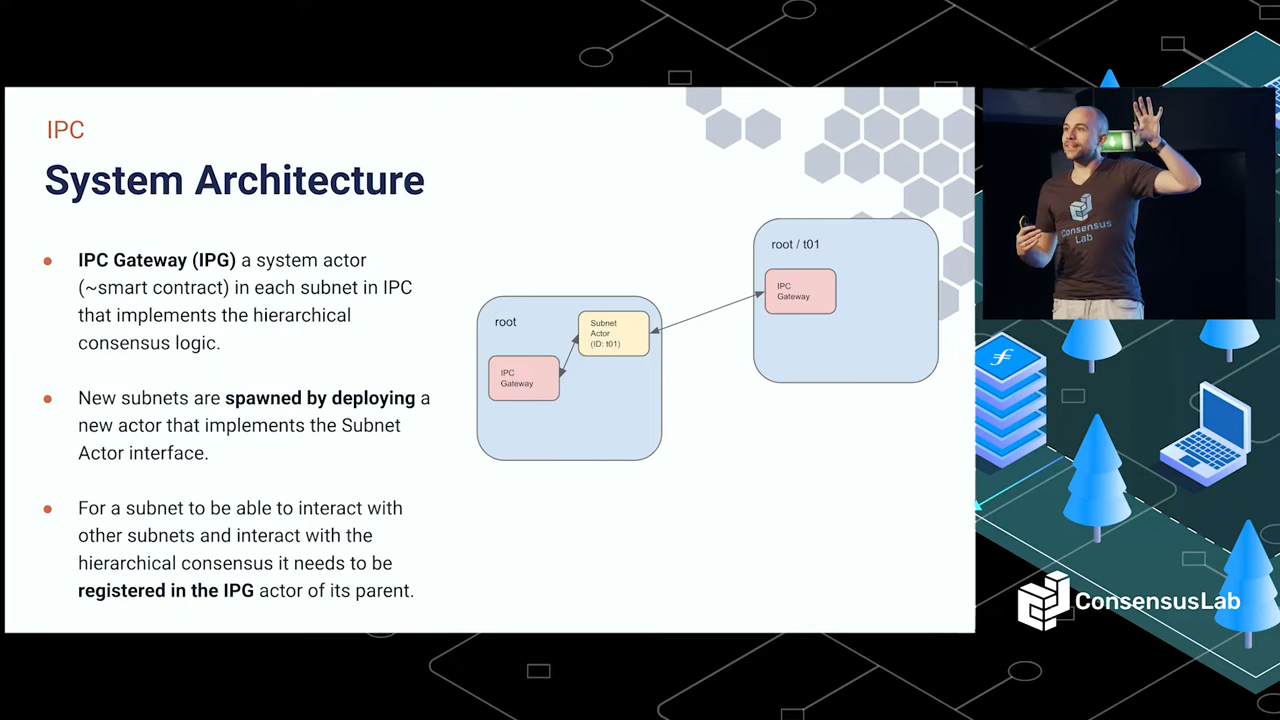 IPC
System Architecture
IPC Gateway (IPG) a system actor
(~smart contract) in each subnet in IPC
that implements the hierarchical
consensus logic.
New subnets are spawned by deploying a
new actor that implements the Subnet
Actor interface.
For a subnet to be able to interact with
other subnets and interact with the
hierarchical consensus it needs to be
registered in the IPG actor of its parent.
root
Subnet
Actor
(ID: t01)
IPC
Gateway
root / t01
IPC
Gateway
Consensus
Lab
ConsensusLab